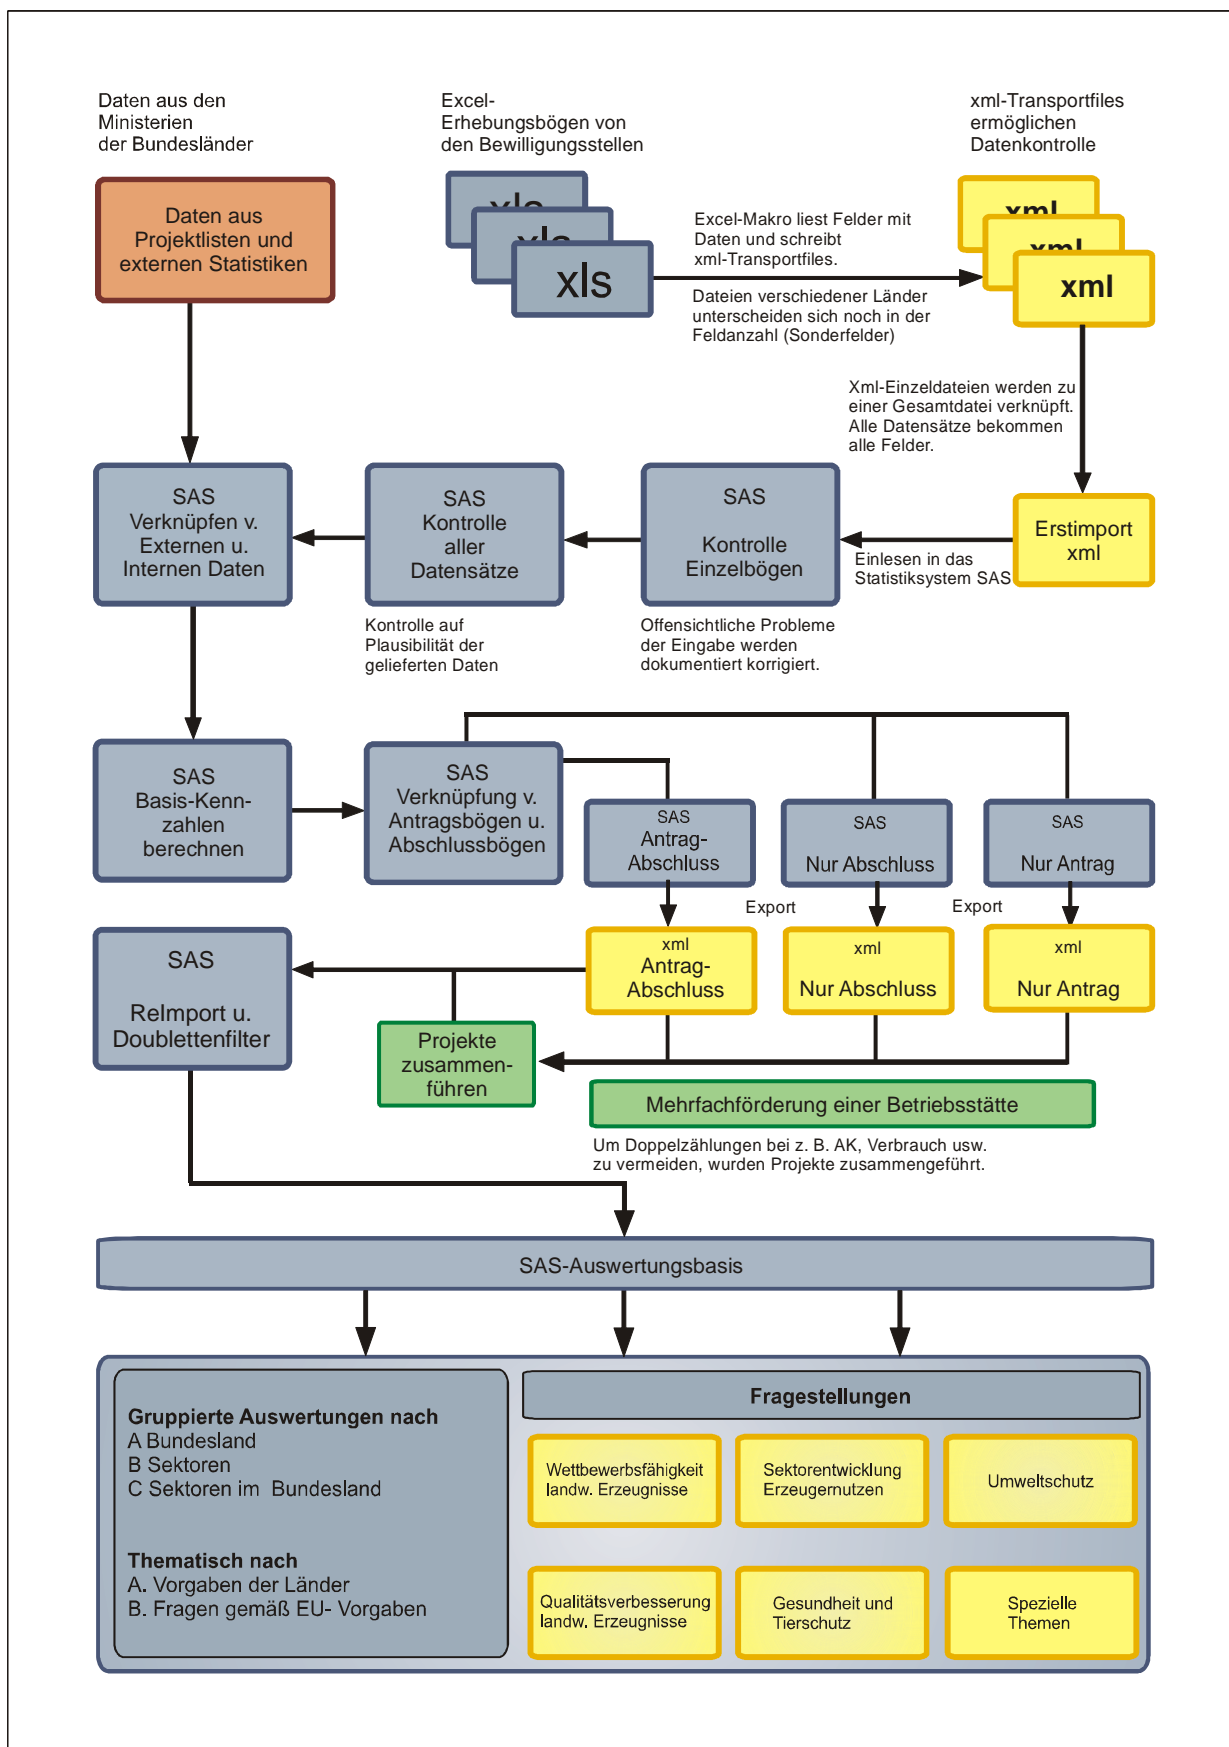 Daten aus den
Ministerien
der Bundesländer
Excel-
Erhebungsbögen von
den Bewilligungsstellen
xml-Transportfiles
ermöglichen
Datenkontrolle
Daten aus
Projektlisten und
externen Statistiken
xls
xls
xls
Excel-Makro liest Felder mit
Daten und schreibt
xml-Transportfiles.
Dateien verschiedener Länder
unterscheiden sich noch in der
Feldanzahl (Sonderfelder)
xml
xml
xml
Xml-Einzeldateien werden zu
einer Gesamtdatei verknüpft.
Alle Datensätze bekommen
alle Felder.
SAS
Verknüpfen v.
Externen u.
Internen Daten
SAS
Kontrolle
aller
Datensätze
SAS
Kontrolle
Einzelbögen
Einlesen in das
Statistiksystem SAS
Erstimport
xml
Kontrolle auf
Plausibilität der
gelieferten Daten
Offensichtliche Probleme
der Eingabe werden
dokumentiert korrigiert.
SAS
Basis-Kenn-
zahlen
berechnen
SAS
Verknüpfung v.
Antragsbögen u.
Abschlussbögen
SAS
Antrag-
Abschluss
SAS
Nur Abschluss
SAS
Nur Antrag
Export
Export
SAS
ReImport u.
Doublettenfilter
xml
Antrag-
Abschluss
xml
Nur Abschluss
xml
Nur Antrag
Projekte
zusammen-
führen
Mehrfachförderung einer Betriebsstätte
Um Doppelzählungen bei z. B. AK, Verbrauch usw.
zu vermeiden, wurden Projekte zusammengeführt.
SAS-Auswertungsbasis
Gruppierte Auswertungen nach
A Bundesland
B Sektoren
C Sektoren im Bundesland
Thematisch nach
A. Vorgaben der Länder
B. Fragen gemäß EU- Vorgaben
Fragestellungen
Wettbewerbsfähigkeit
landw. Erzeugnisse
Sektorentwicklung
Erzeugernutzen
Umweltschutz
Qualitätsverbesserung
landw. Erzeugnisse
Gesundheit und
Tierschutz
Spezielle
Themen